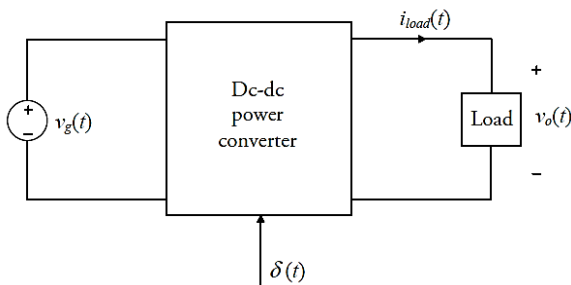 i_load(t)
+
Dc-dc
power
converter
+
−
v_g(t)
Load
v_o(t)
−
δ(t)